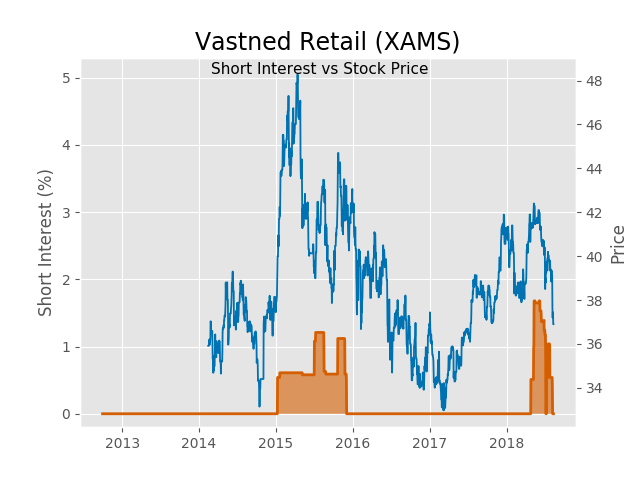 Vastned Retail (XAMS)
Short Interest vs Stock Price
Short Interest (%)
5
4
3
2
1
0
48
46
44
42
40
38
36
34
Price
2013 2014 2015 2016 2017 2018